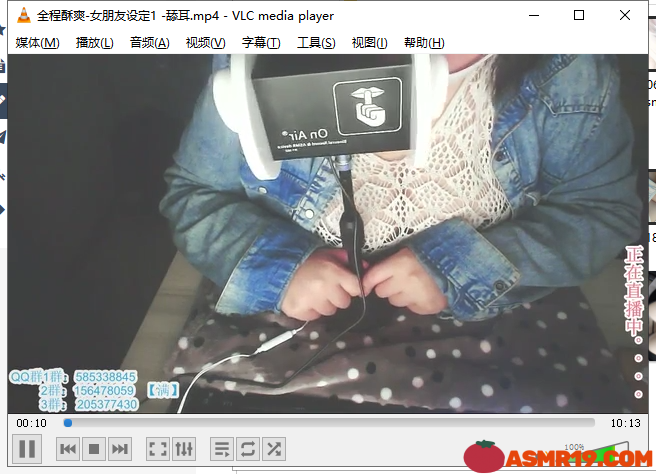 全程酥爽-女朋友设定1 -舔耳.mp4 - VLC media player
媒体(M) 播放(L) 音频(A) 视频(V) 字幕(T) 工具(S) 视图(I) 帮助(H)
On Air®
正在直播中。。。。
QQ群1群: 585338845
2群: 156478059 【满】
3群: 205377430
00:10 10:13
100%
ASMR19.COM